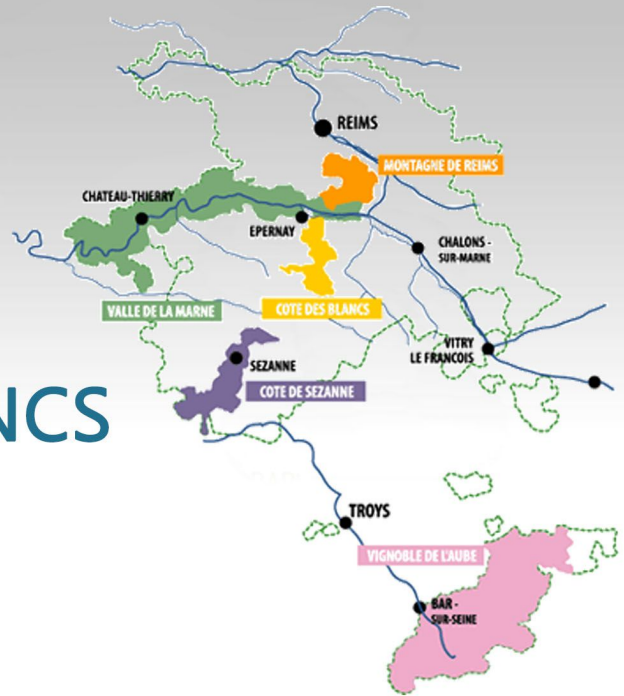 REIMS
MONTAGNE DE REIMS
CHATEAU-THIERRY
EPERNAY
CHALONS -
SUR-MARNE
VALLE DE LA MARNE
COTE DES BLANCS
VITRY
LE FRANCOIS
SEZANNE
COTE DE SEZANNE
NCS
TROYS
VIGNOBLE DE L'AUBE
BAR -
SUR-SEINE